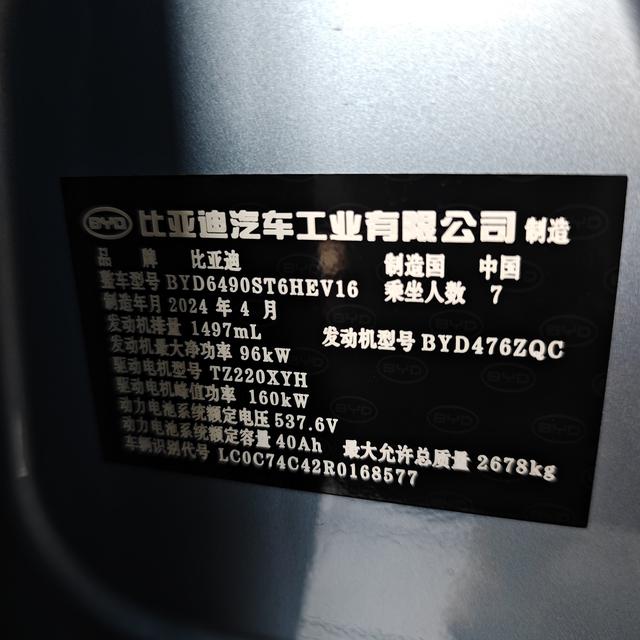 BYD 比亚迪汽车工业有限公司 制造
品 牌 比亚迪 制造国 中国
整车型号 BYD6490ST6HEV16 乘坐人数 7
制造年月 2024 年 4 月
发动机排量 1497mL 发动机型号 BYD476ZQC
发动机最大净功率 96kW
驱动电机型号 TZ220XYH
驱动电机峰值功率 160kW
动力电池系统额定电压 537.6V
动力电池系统额定容量 40Ah 最大允许总质量 2678kg
车辆识别代号 LC0C74C42R0168577